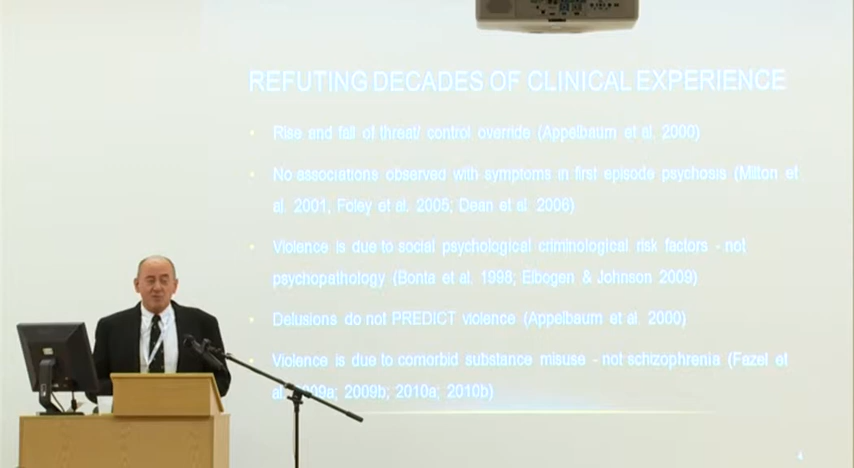 REFUTING DECADES OF CLINICAL EXPERIENCE
• Rise and fall of threat/ control override (Appelbaum et al. 2000)
• No associations observed with symptoms in first episode psychosis (Milton et
al. 2001; Foley et al. 2005; Dean et al. 2006)
• Violence is due to social psychological criminological risk factors - not
psychopathology (Bonta et al. 1998; Elbogen & Johnson 2009)
• Delusions do not PREDICT violence (Appelbaum et al. 2000)
• Violence is due to comorbid substance misuse - not schizophrenia (Fazel et
al. 2009a; 2009b; 2010a; 2010b)
4